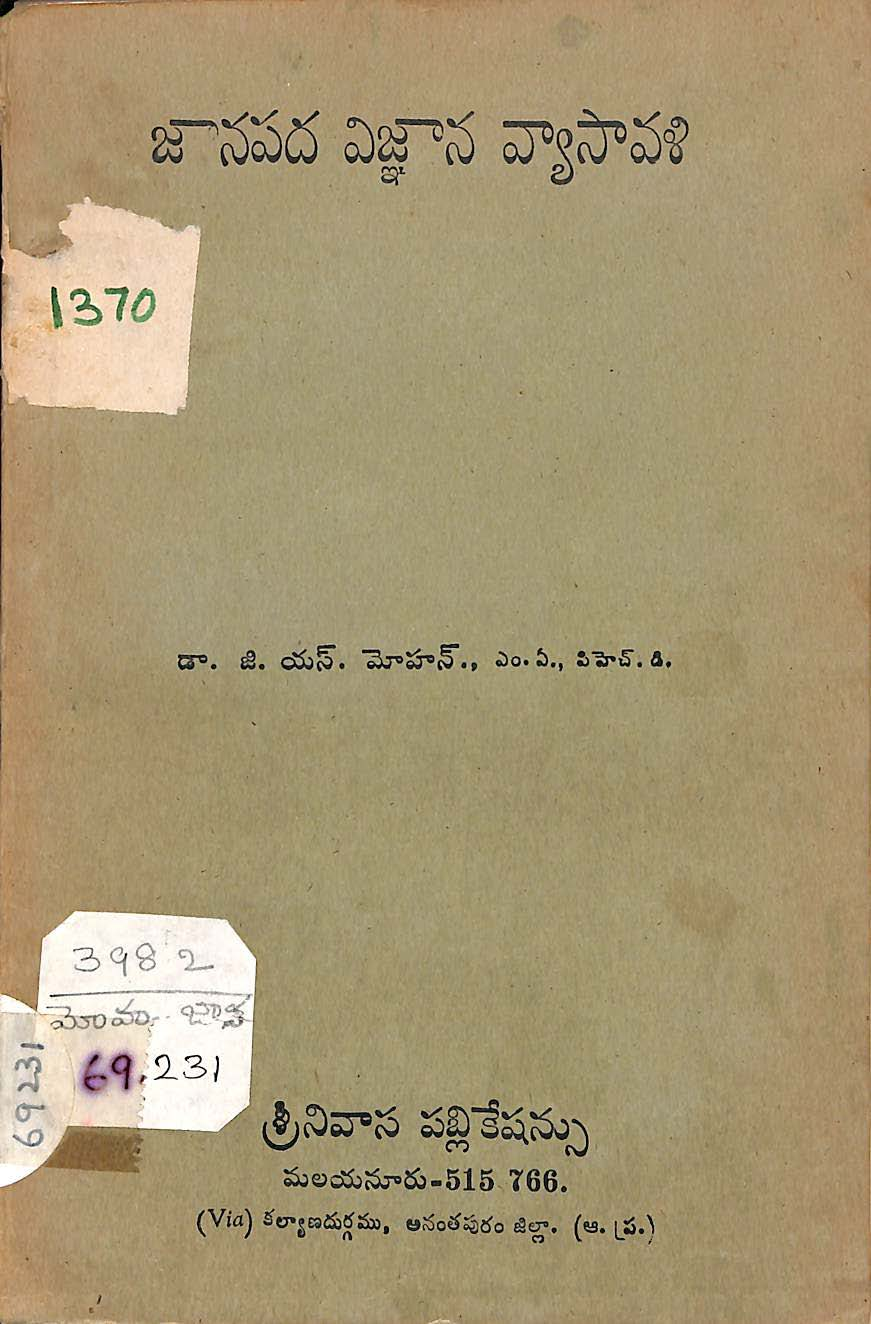 జానపద విజ్ఞాన వ్యాసావళి
1370
డా. జి. యస్. మోహన్., ఎం. ఏ., పిహెచ్. డి.
398 2
69231
69.231
శ్రీనివాస పబ్లికేషన్సు
మలయనూరు-515 766.
(Via) కల్యాణదుర్గము, అనంతపురం జిల్లా. (ఆ. ప్ర.)